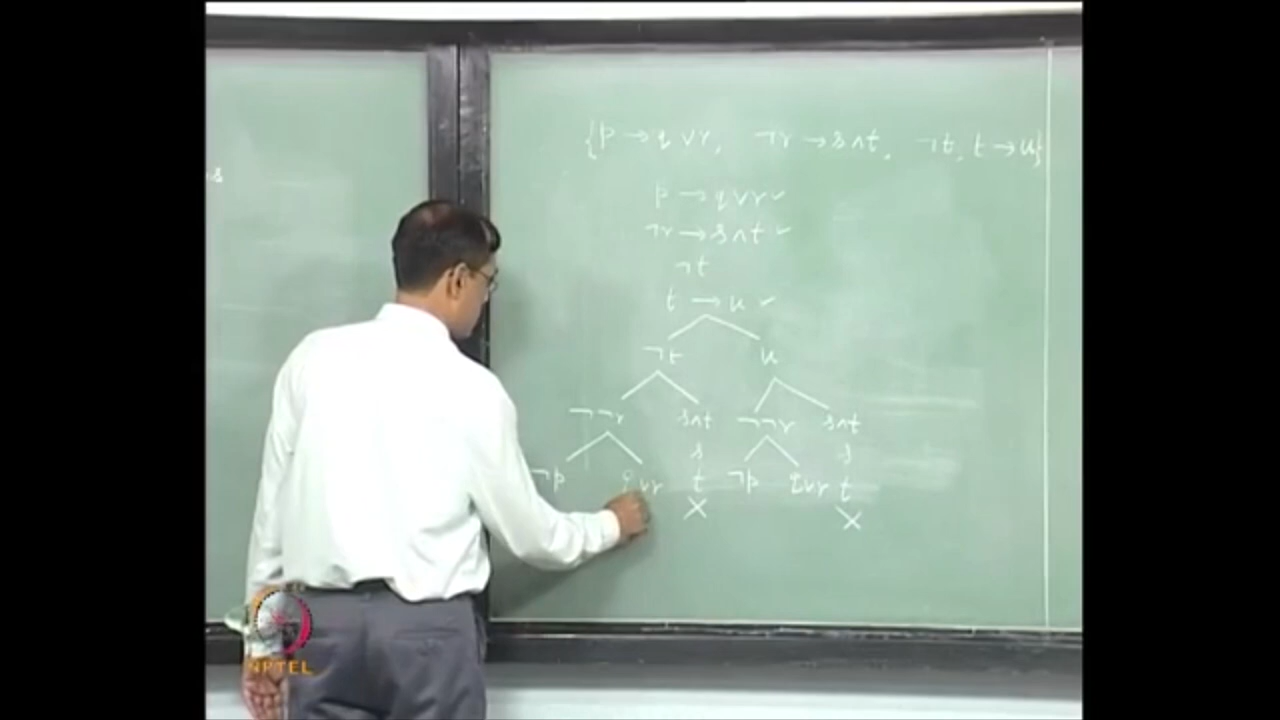 s
{p → q ∨ r, ¬r → s ∧ t, ¬t, t → u}
p → q ∨ r ✓
¬r → s ∧ t ✓
¬t
t → u ✓
¬t u
¬¬r s∧t ¬¬r s∧t
s s
¬p q∨r t ¬p q∨r t
× ×
NPTEL